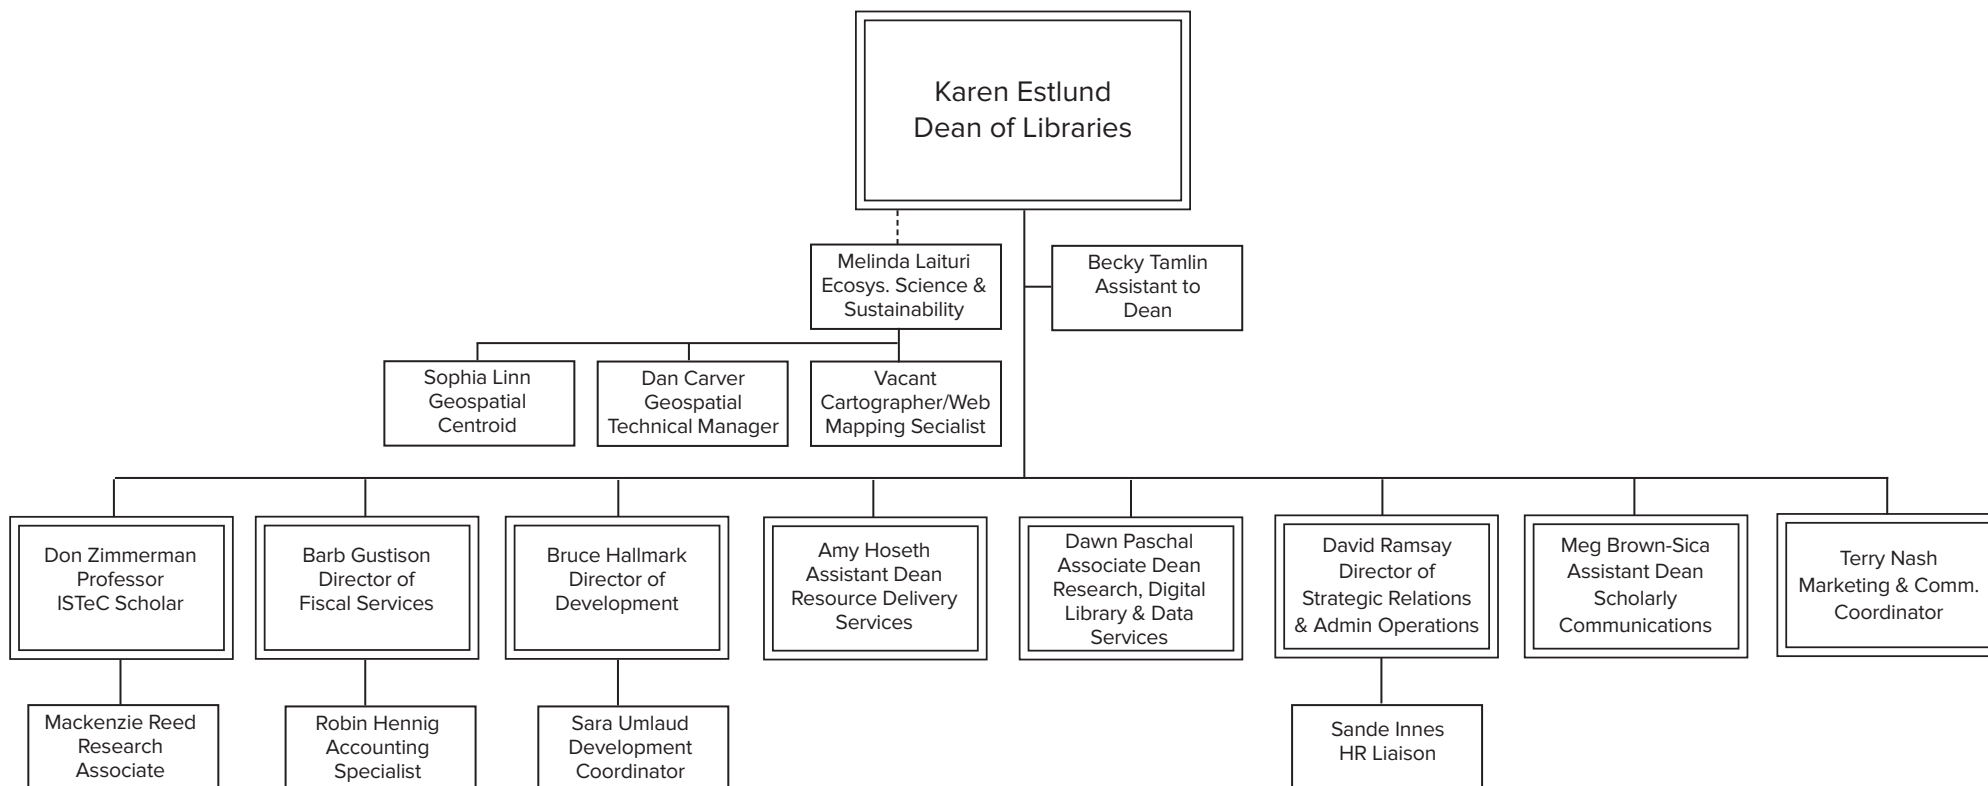 Karen Estlund
Dean of Libraries
Melinda Laituri
Ecosys. Science &
Sustainability
Becky Tamlin
Assistant to
Dean
Sophia Linn
Geospatial
Centroid
Dan Carver
Geospatial
Technical Manager
Vacant
Cartographer/Web
Mapping Secialist
Don Zimmerman
Professor
ISTeC Scholar
Barb Gustison
Director of
Fiscal Services
Bruce Hallmark
Director of
Development
Amy Hoseth
Assistant Dean
Resource Delivery
Services
Dawn Paschal
Associate Dean
Research, Digital
Library & Data
Services
David Ramsay
Director of
Strategic Relations
& Admin Operations
Meg Brown-Sica
Assistant Dean
Scholarly
Communications
Terry Nash
Marketing & Comm.
Coordinator
Mackenzie Reed
Research
Associate
Robin Hennig
Accounting
Specialist
Sara Umlaud
Development
Coordinator
Sande Innes
HR Liaison